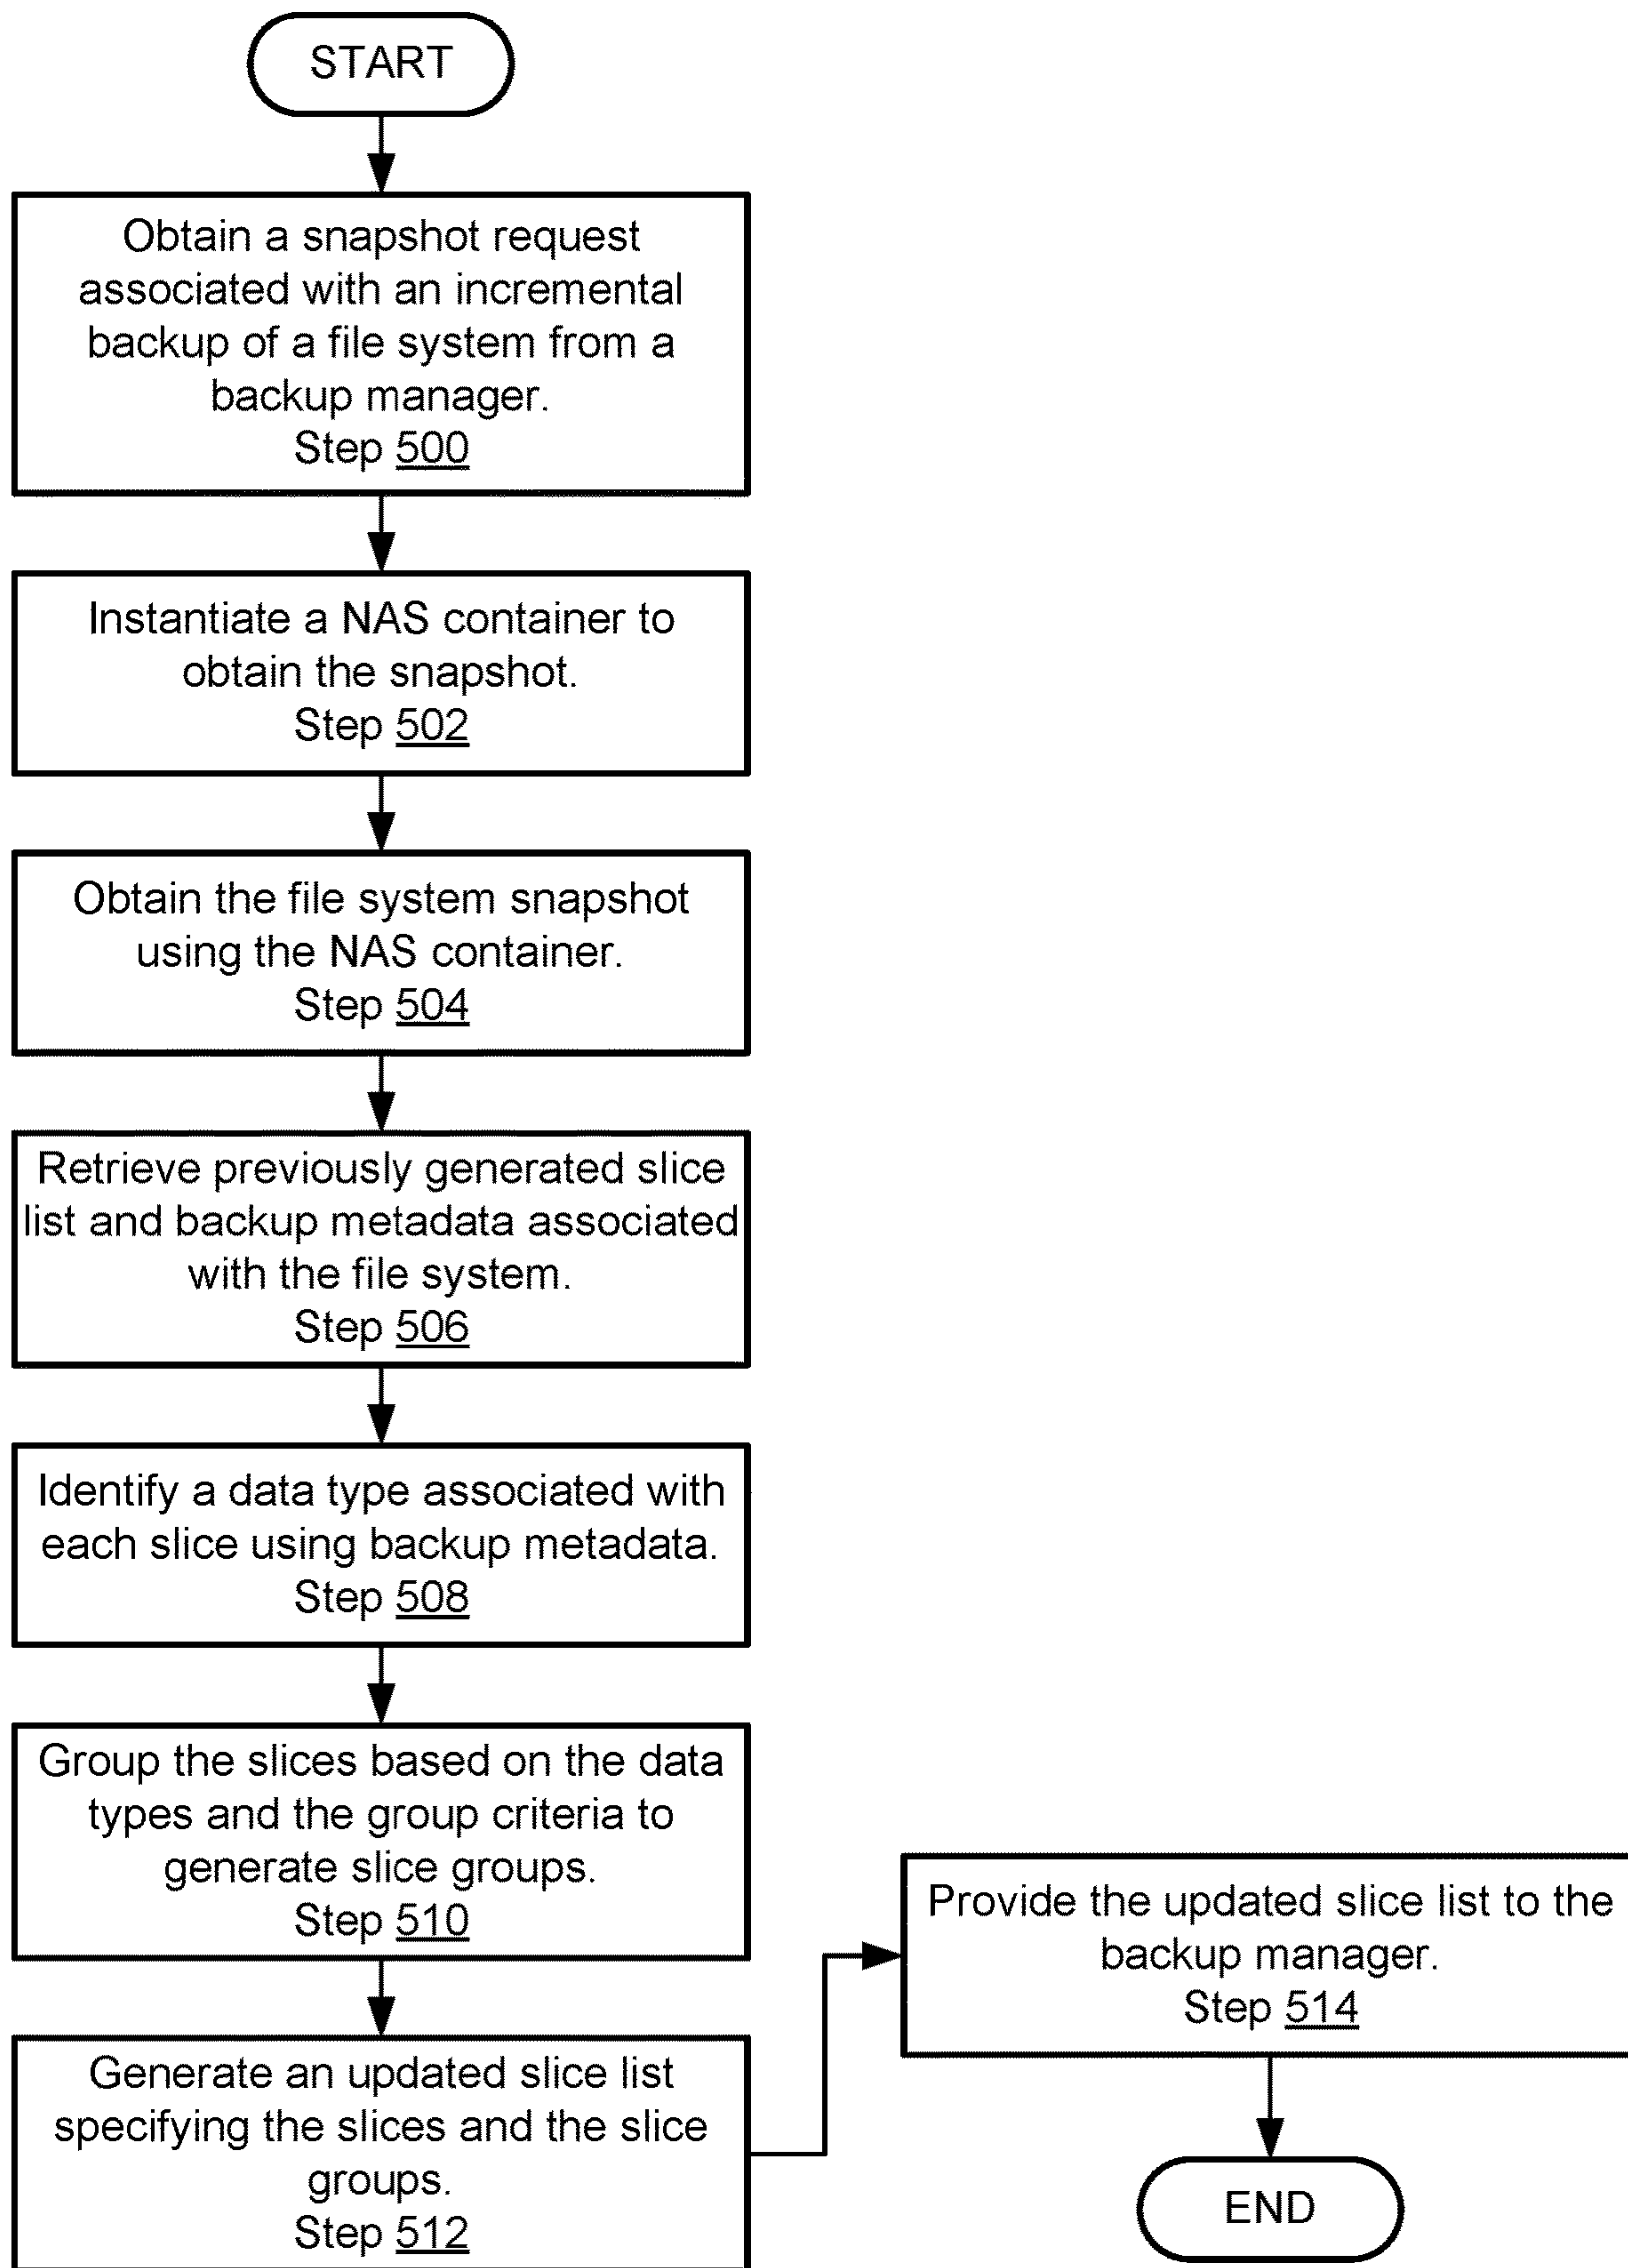 START
Obtain a snapshot request
associated with an incremental
backup of a file system from a
backup manager.
Step 500
Instantiate a NAS container to
obtain the snapshot.
Step 502
Obtain the file system snapshot
using the NAS container.
Step 504
Retrieve previously generated slice
list and backup metadata associated
with the file system.
Step 506
Identify a data type associated with
each slice using backup metadata.
Step 508
Group the slices based on the data
types and the group criteria to
generate slice groups.
Step 510
Generate an updated slice list
specifying the slices and the slice
groups.
Step 512
Provide the updated slice list to the
backup manager.
Step 514
END